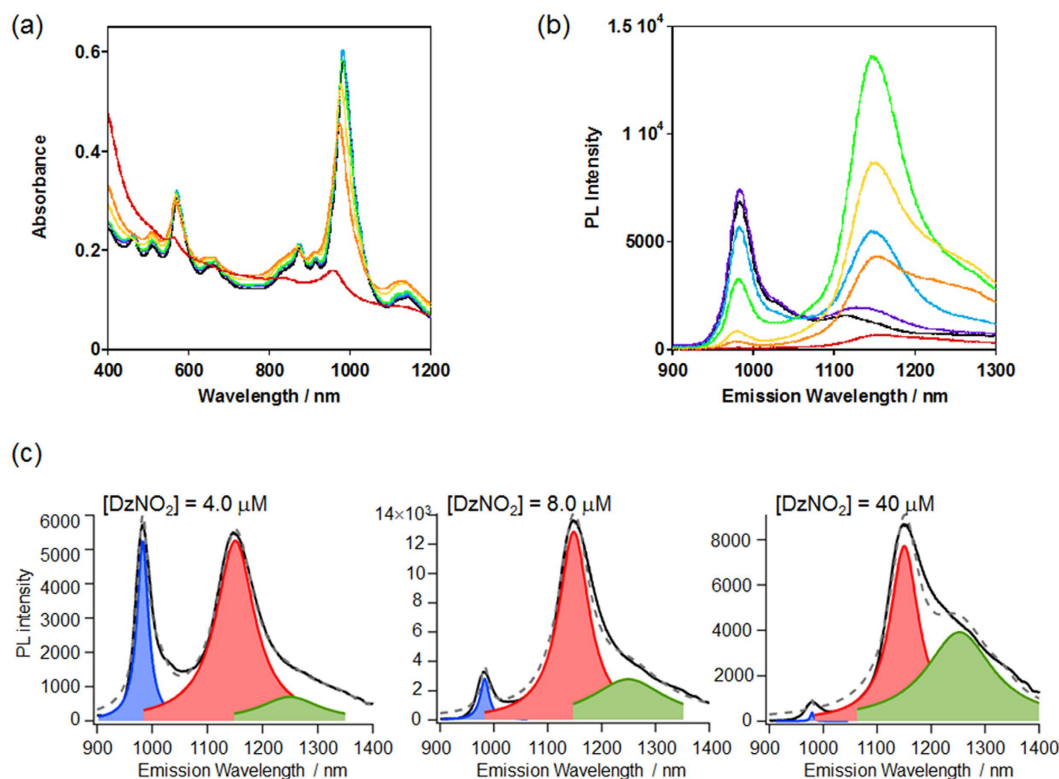 (a)
(b)
0.6
0.4
0.2
0
Absorbance
400 600 800 1000 1200
Wavelength / nm
1.5 10⁴
1 10⁴
5000
0
PL Intensity
900 1000 1100 1200 1300
Emission Wavelength / nm
(c)
[DzNO₂] = 4.0 μM
6000
5000
4000
3000
2000
1000
0
PL intensity
900 1000 1100 1200 1300 1400
Emission Wavelength / nm
[DzNO₂] = 8.0 μM
14×10³
12
10
8
6
4
2
0
900 1000 1100 1200 1300 1400
Emission Wavelength / nm
[DzNO₂] = 40 μM
8000
6000
4000
2000
0
900 1000 1100 1200 1300 1400
Emission Wavelength / nm